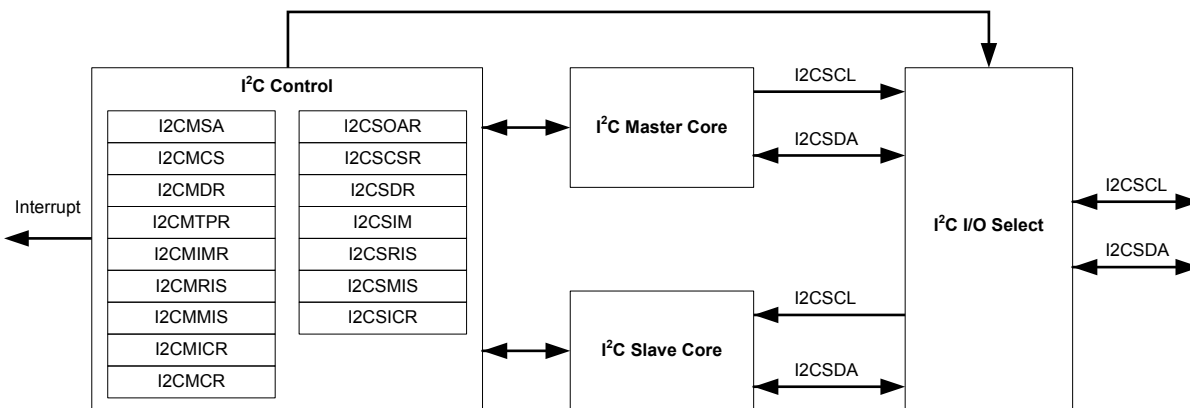 I²C Control
I2CMSA
I2CMCS
I2CMDR
I2CMTPR
I2CMIMR
I2CMRIS
I2CMMIS
I2CMICR
I2CMCR
I2CSOAR
I2CSCSR
I2CSDR
I2CSIM
I2CSRIS
I2CSMIS
I2CSICR
Interrupt
I²C Master Core
I2CSCL
I2CSDA
I²C Slave Core
I2CSCL
I2CSDA
I²C I/O Select
I2CSCL
I2CSDA